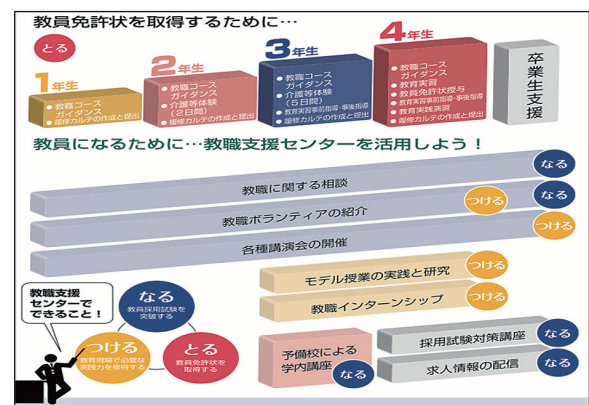 教員免許状を取得するために…
とる
1年生
●教職コース
ガイダンス
●履修カルテの作成と提出
2年生
●教職コース
ガイダンス
●介護等体験
（2日間）
●履修カルテの作成と提出
3年生
●教職コース
ガイダンス
●介護等体験
（5日間）
●教育実習事前指導・事後指導
●履修カルテの作成と提出
4年生
●教職コース
ガイダンス
●教育実習
●教員免許状授与
●教育実習事前指導・事後指導
●教育実践演習
●履修カルテの作成と提出
卒業生支援
教員になるために…教職支援センターを活用しよう！
教職に関する相談
なる
教職ボランティアの紹介
つける
なる
各種講演会の開催
つける
モデル授業の実践と研究
つける
教職インターンシップ
つける
予備校による
学内講座
なる
採用試験対策講座
なる
求人情報の配信
なる
教職支援
センターで
できること！
なる
教員採用試験を
突破する
つける
教育現場で必要な
実践力を修得する
とる
教員免許状を
取得する